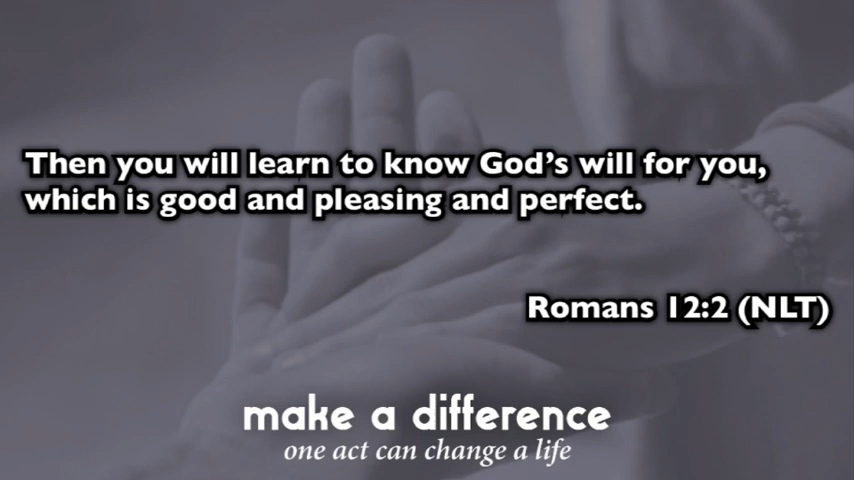 Then you will learn to know God’s will for you,
which is good and pleasing and perfect.
Romans 12:2 (NLT)
make a difference
one act can change a life